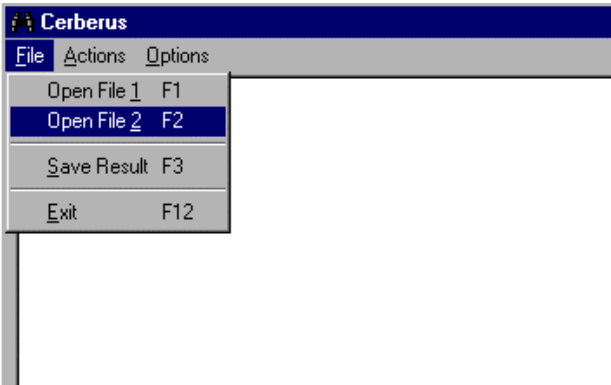 Cerberus
File Actions Options
Open File 1 F1
Open File 2 F2
Save Result F3
Exit F12